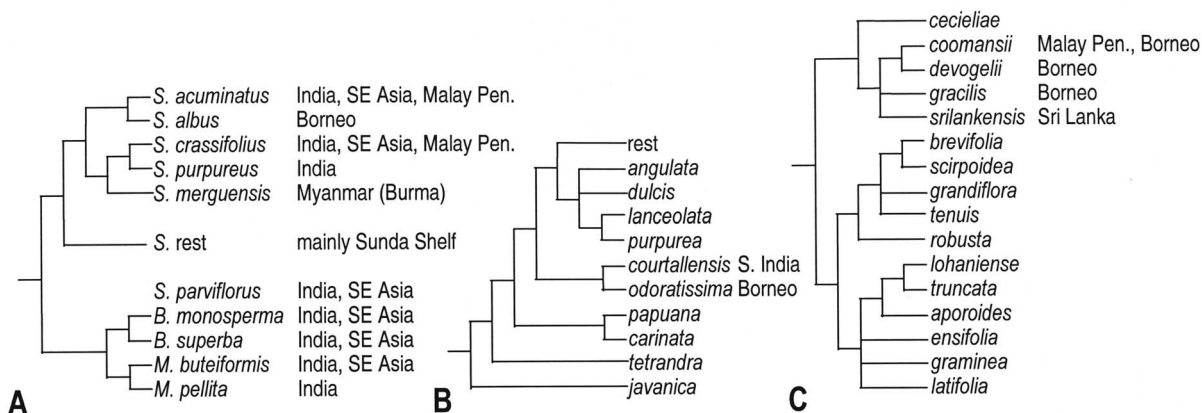 S. acuminatus India, SE Asia, Malay Pen.
S. albus Borneo
S. crassifolius India, SE Asia, Malay Pen.
S. purpureus India
S. merguensis Myanmar (Burma)
S. rest mainly Sunda Shelf
S. parviflorus India, SE Asia
B. monosperma India, SE Asia
B. superba India, SE Asia
M. buteiformis India, SE Asia
M. pellita India
A
rest
angulata
dulcis
lanceolata
purpurea
courtallensis S. India
odoratissima Borneo
papuana
carinata
tetrandra
javanica
B
cecieliae
coomansii Malay Pen., Borneo
devogelii Borneo
gracilis Borneo
srilankensis Sri Lanka
brevifolia
scirpoidea
grandiflora
tenuis
robusta
lohaniense
truncata
aporoides
ensifolia
graminea
latifolia
C